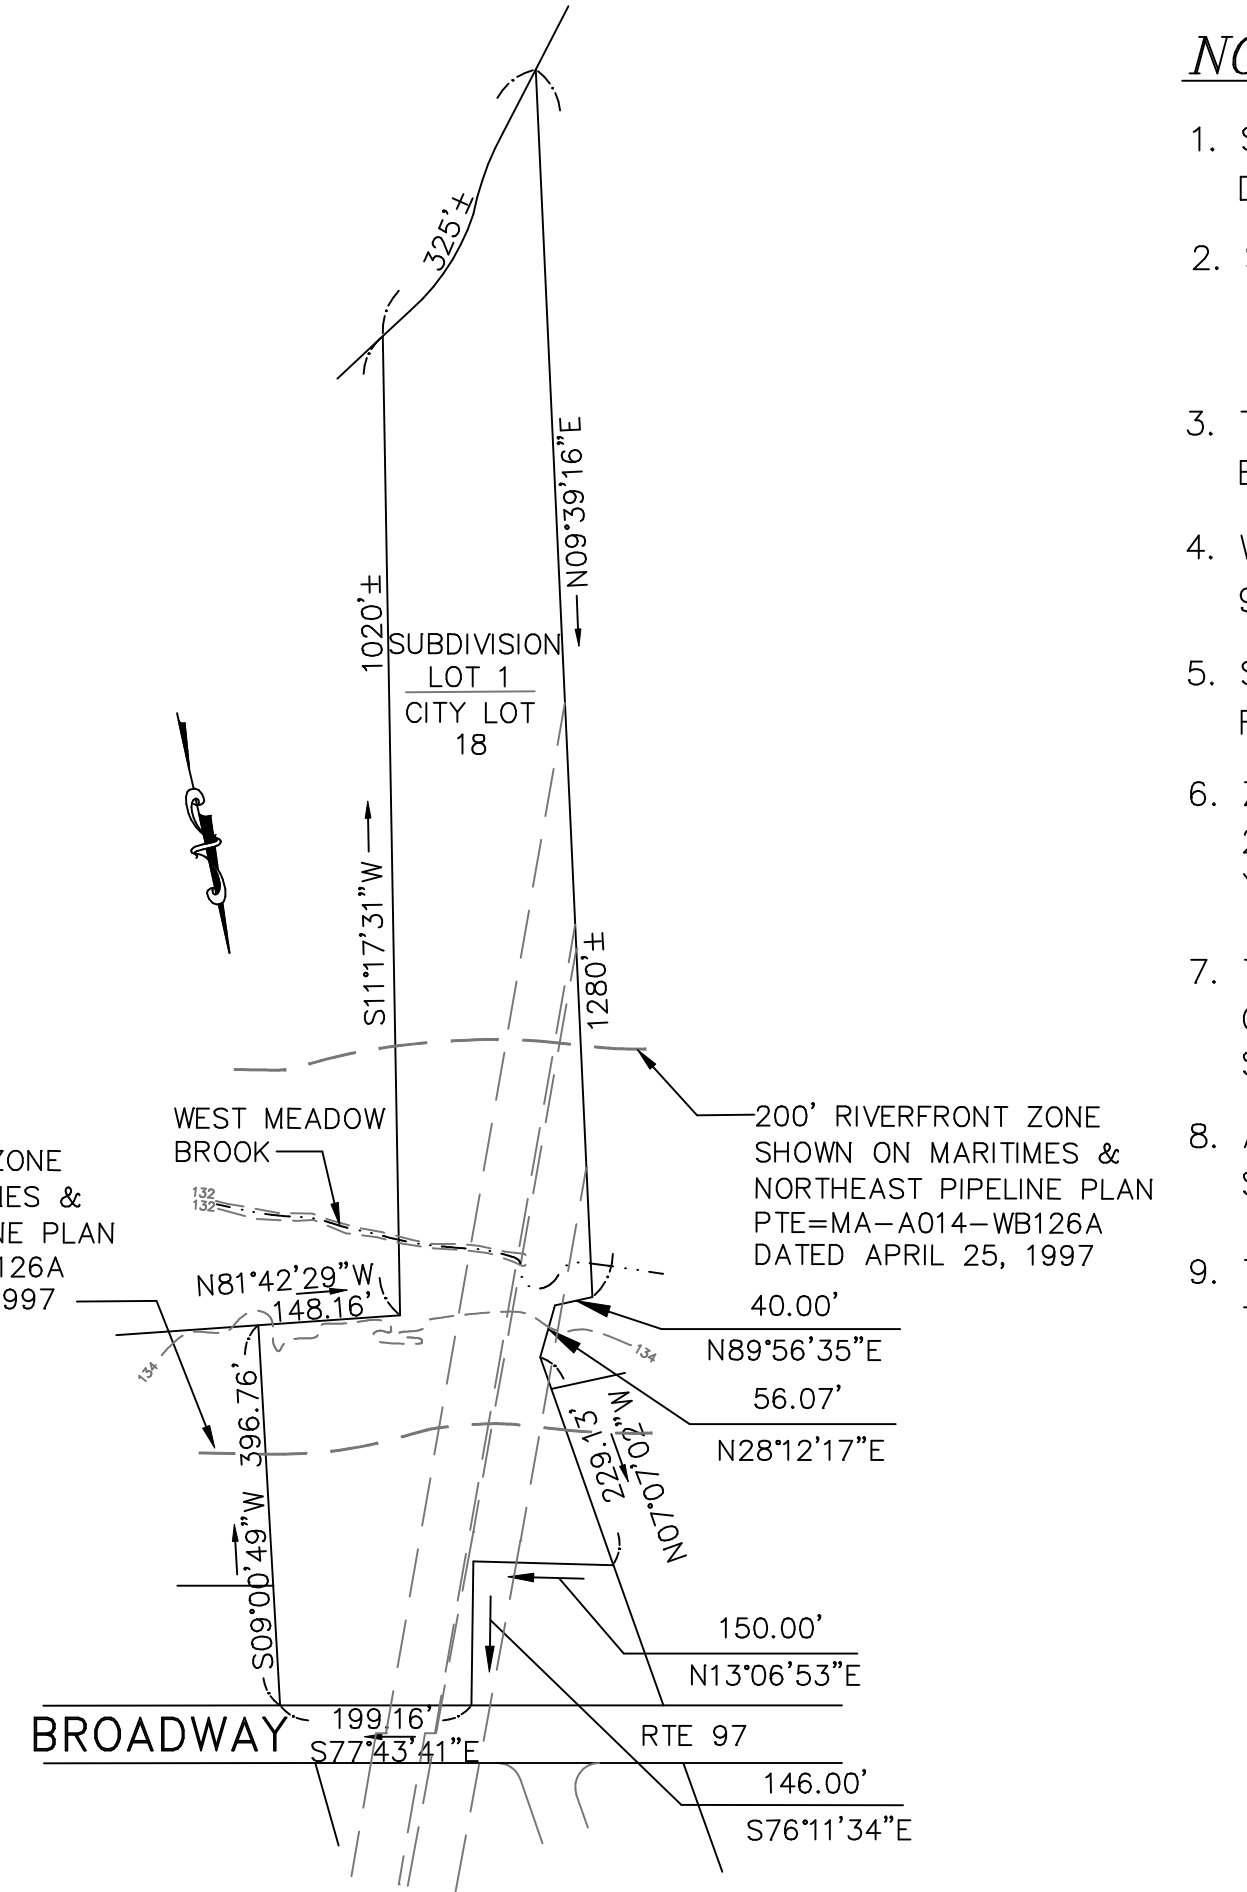 NO
1. S
D
2. S
3. T
E
4. W
9
5. S
F
6. Z
2
7. T
8. A
S
9. T
325'±
N09°39'16"E
1020'±
SUBDIVISION
LOT 1
CITY LOT
18
S11°17'31"W
1280'±
WEST MEADOW
BROOK
200' RIVERFRONT ZONE
SHOWN ON MARITIMES &
NORTHEAST PIPELINE PLAN
PTE=MA-A014-WB126A
DATED APRIL 25, 1997
ZONE
IES &
NE PLAN
126A
997
132
132
N81°42'29"W
148.16'
134
134
40.00'
N89°56'35"E
56.07'
N28°12'17"E
S09°00'49"W 396.76'
229.13'
N07°07'02"W
150.00'
N13°06'53"E
BROADWAY
199.16'
S77°43'41"E
RTE 97
146.00'
S76°11'34"E